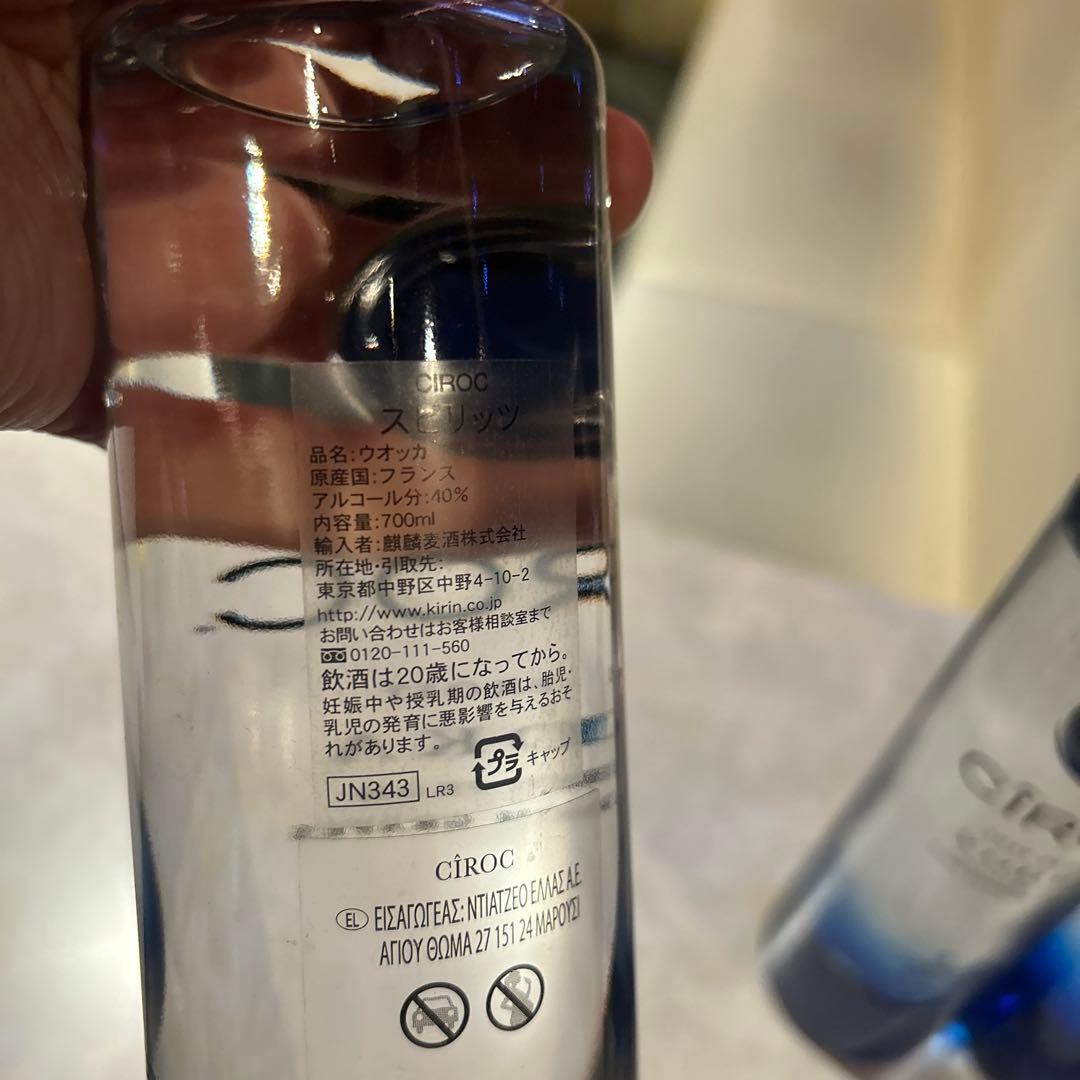 CIROC
スピリッツ
品名:ウオッカ
原産国:フランス
アルコール分:40%
内容量:700ml
輸入者:麒麟麦酒株式会社
所在地・引取先:
東京都中野区中野4-10-2
http://www.kirin.co.jp
お問い合わせはお客様相談室まで
0120-111-560
飲酒は20歳になってから。
妊娠中や授乳期の飲酒は、胎児・
乳児の発育に悪影響を与えるおそ
れがあります。
プラ キャップ
JN343 LR3
CÎROC
EL ΕΙΣΑΓΩΓΕΑΣ: ΝΤΙΑΤΖΕΟ ΕΛΛΑΣ Α.Ε
ΑΓΙΟΥ ΘΩΜΑ 27 151 24 ΜΑΡΟΥΣΙ